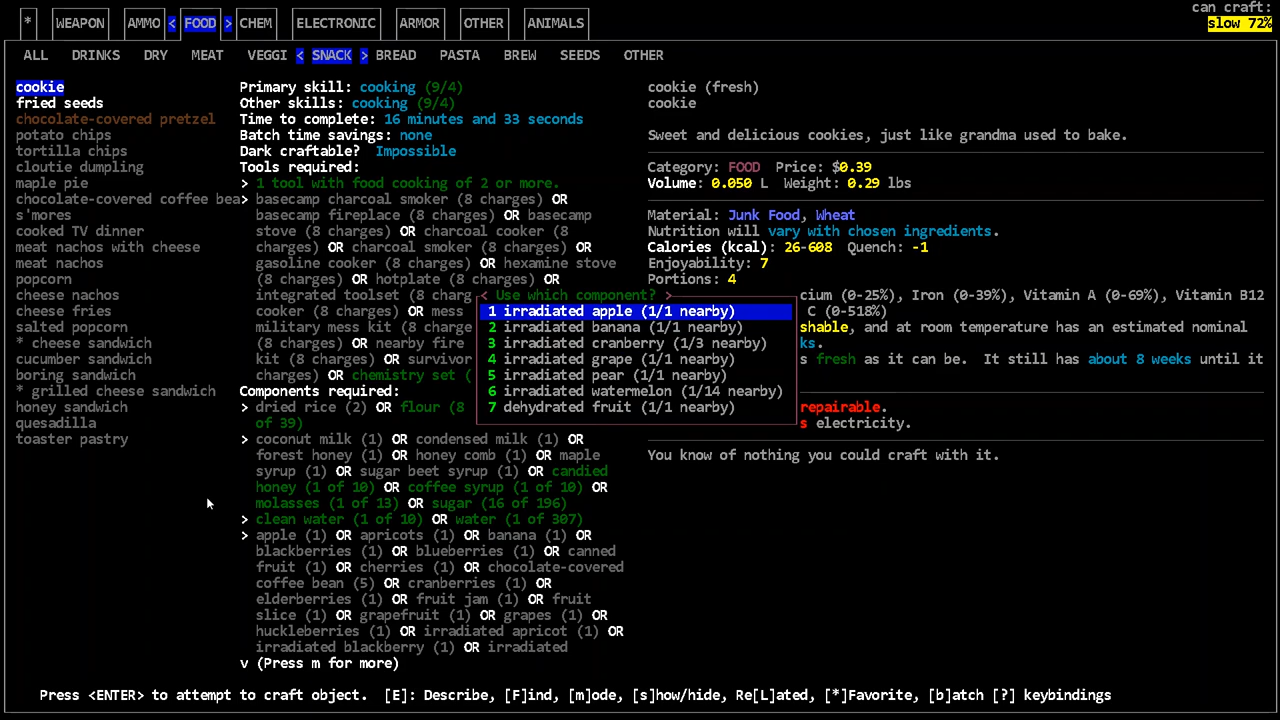 can craft:
* WEAPON AMMO < FOOD > CHEM ELECTRONIC ARMOR OTHER ANIMALS
slow 72%
ALL DRINKS DRY MEAT VEGGI < SNACK > BREAD PASTA BREW SEEDS OTHER
cookie
fried seeds
chocolate-covered pretzel
potato chips
tortilla chips
cloutie dumpling
maple pie
chocolate-covered coffee bea
s'mores
cooked TV dinner
meat nachos with cheese
meat nachos
popcorn
cheese nachos
cheese fries
salted popcorn
* cheese sandwich
cucumber sandwich
boring sandwich
* grilled cheese sandwich
honey sandwich
quesadilla
toaster pastry
Primary skill: cooking (9/4)
Other skills: cooking (9/4)
Time to complete: 16 minutes and 33 seconds
Batch time savings: none
Dark craftable? Impossible
Tools required:
> 1 tool with food cooking of 2 or more.
> basecamp charcoal smoker (8 charges) OR
basecamp fireplace (8 charges) OR basecamp
stove (8 charges) OR charcoal cooker (8
charges) OR charcoal smoker (8 charges) OR
gasoline cooker (8 charges) OR hexamine stove
(8 charges) OR hotplate (8 charges) OR
integrated toolset (8 charg
cooker (8 charges) OR mess
military mess kit (8 charge
(8 charges) OR nearby fire
kit (8 charges) OR survivor
charges) OR chemistry set (
Components required:
> dried rice (2) OR flour (8
of 39)
> coconut milk (1) OR condensed milk (1) OR
forest honey (1) OR honey comb (1) OR maple
syrup (1) OR sugar beet syrup (1) OR candied
honey (1 of 10) OR coffee syrup (1 of 10) OR
molasses (1 of 13) OR sugar (16 of 196)
> clean water (1 of 10) OR water (1 of 307)
> apple (1) OR apricots (1) OR banana (1) OR
blackberries (1) OR blueberries (1) OR canned
fruit (1) OR cherries (1) OR chocolate-covered
coffee bean (5) OR cranberries (1) OR
elderberries (1) OR fruit jam (1) OR fruit
slice (1) OR grapefruit (1) OR grapes (1) OR
huckleberries (1) OR irradiated apricot (1) OR
irradiated blackberry (1) OR irradiated
v (Press m for more)
< Use which component? >
1 irradiated apple (1/1 nearby)
2 irradiated banana (1/1 nearby)
3 irradiated cranberry (1/3 nearby)
4 irradiated grape (1/1 nearby)
5 irradiated pear (1/1 nearby)
6 irradiated watermelon (1/14 nearby)
7 dehydrated fruit (1/1 nearby)
cookie (fresh)
cookie
Sweet and delicious cookies, just like grandma used to bake.
Category: FOOD Price: $0.39
Volume: 0.050 L Weight: 0.29 lbs
Material: Junk Food, Wheat
Nutrition will vary with chosen ingredients.
Calories (kcal): 26-608 Quench: -1
Enjoyability: 7
Portions: 4
cium (0-25%), Iron (0-39%), Vitamin A (0-69%), Vitamin B12
C (0-518%)
shable, and at room temperature has an estimated nominal
ks.
s fresh as it can be. It still has about 8 weeks until it
repairable.
s electricity.
You know of nothing you could craft with it.
Press <ENTER> to attempt to craft object. [E]: Describe, [F]ind, [m]ode, [s]how/hide, Re[L]ated, [*]Favorite, [b]atch [?] keybindings